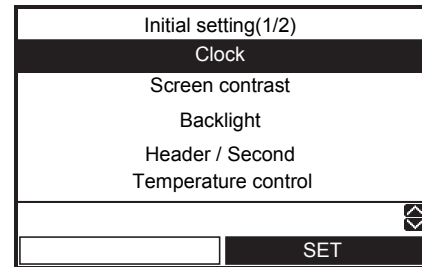 Initial setting(1/2)
Clock
Screen contrast
Backlight
Header / Second
Temperature control
SET